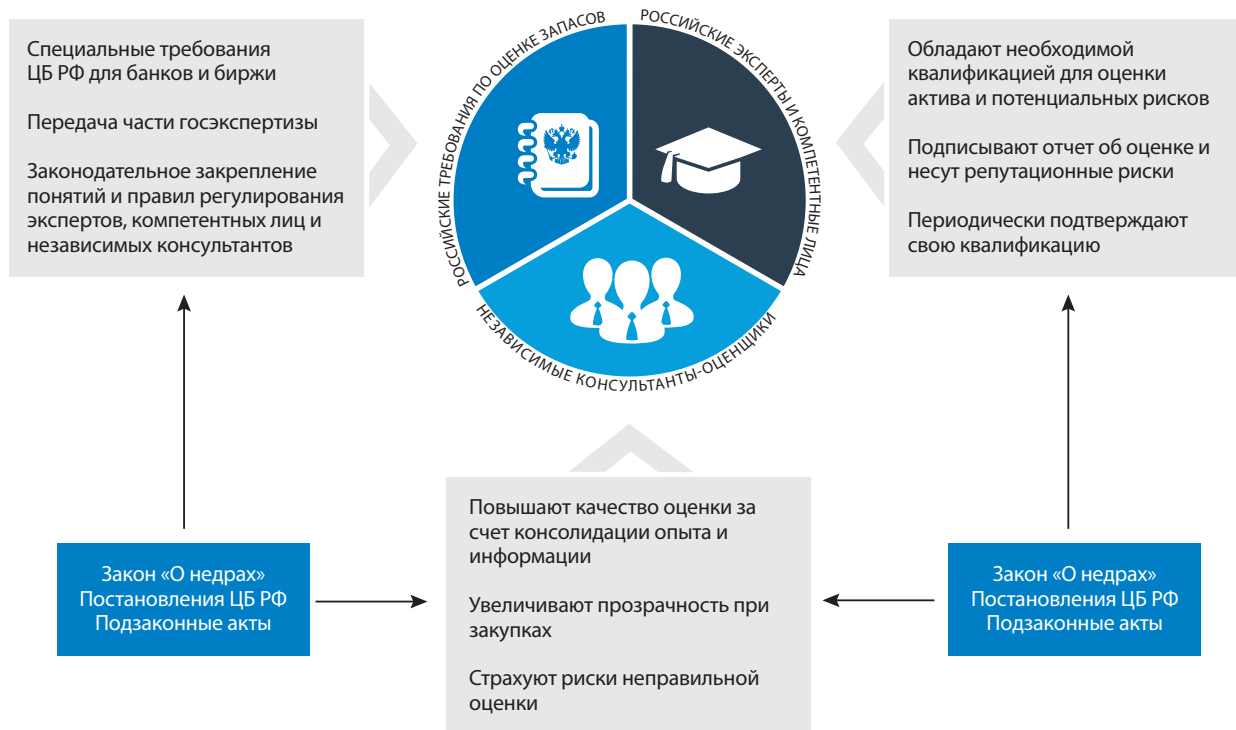 Специальные требования
ЦБ РФ для банков и биржи
Передача части госэкспертизы
Законодательное закрепление
понятий и правил регулирования
экспертов, компетентных лиц и
независимых консультантов
РОССИЙСКИЕ ТРЕБОВАНИЯ ПО ОЦЕНКЕ ЗАПАСОВ
РОССИЙСКИЕ ЭКСПЕРТЫ И КОМПЕТЕНТНЫЕ ЛИЦА
НЕЗАВИСИМЫЕ КОНСУЛЬТАНТЫ-ОЦЕНЩИКИ
Обладают необходимой
квалификацией для оценки
актива и потенциальных рисков
Подписывают отчет об оценке и
несут репутационные риски
Периодически подтверждают
свою квалификацию
Закон «О недрах»
Постановления ЦБ РФ
Подзаконные акты
Повышают качество оценки за
счет консолидации опыта и
информации
Увеличивают прозрачность при
закупках
Страхуют риски неправильной
оценки
Закон «О недрах»
Постановления ЦБ РФ
Подзаконные акты